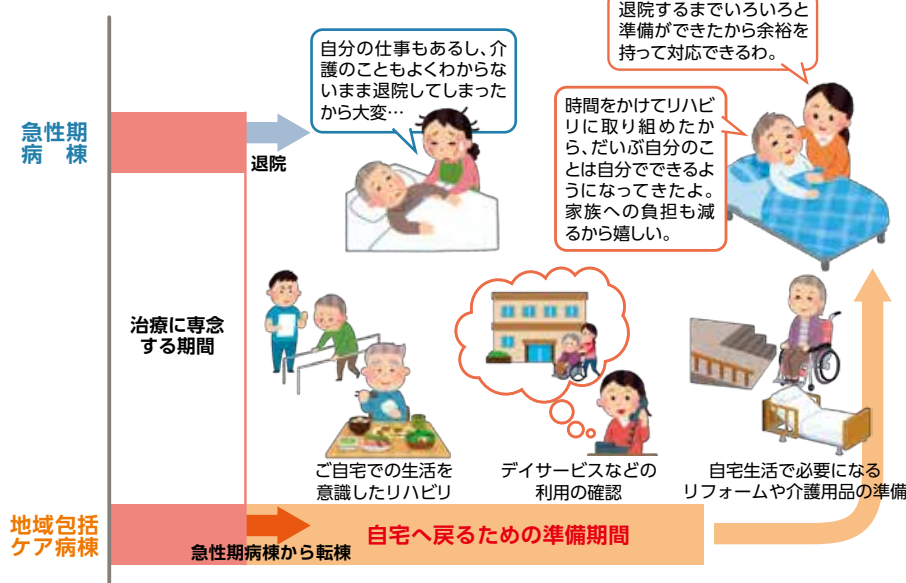 退院するまでいろいろと
準備ができたから余裕を
持って対応できるわ。
自分の仕事もあるし、介
護のこともよくわからな
いまま退院してしまった
から大変…
時間をかけてリハビ
リに取り組めたか
ら、だいぶ自分のこ
とは自分でできるよ
うになってきたよ。
家族への負担も減
るから嬉しい。
急性期
病棟
退院
治療に専念
する期間
ご自宅での生活を
意識したリハビリ
デイサービスなどの
利用の確認
自宅生活で必要になる
リフォームや介護用品の準備
地域包括
ケア病棟
急性期病棟から転棟
自宅へ戻るための準備期間